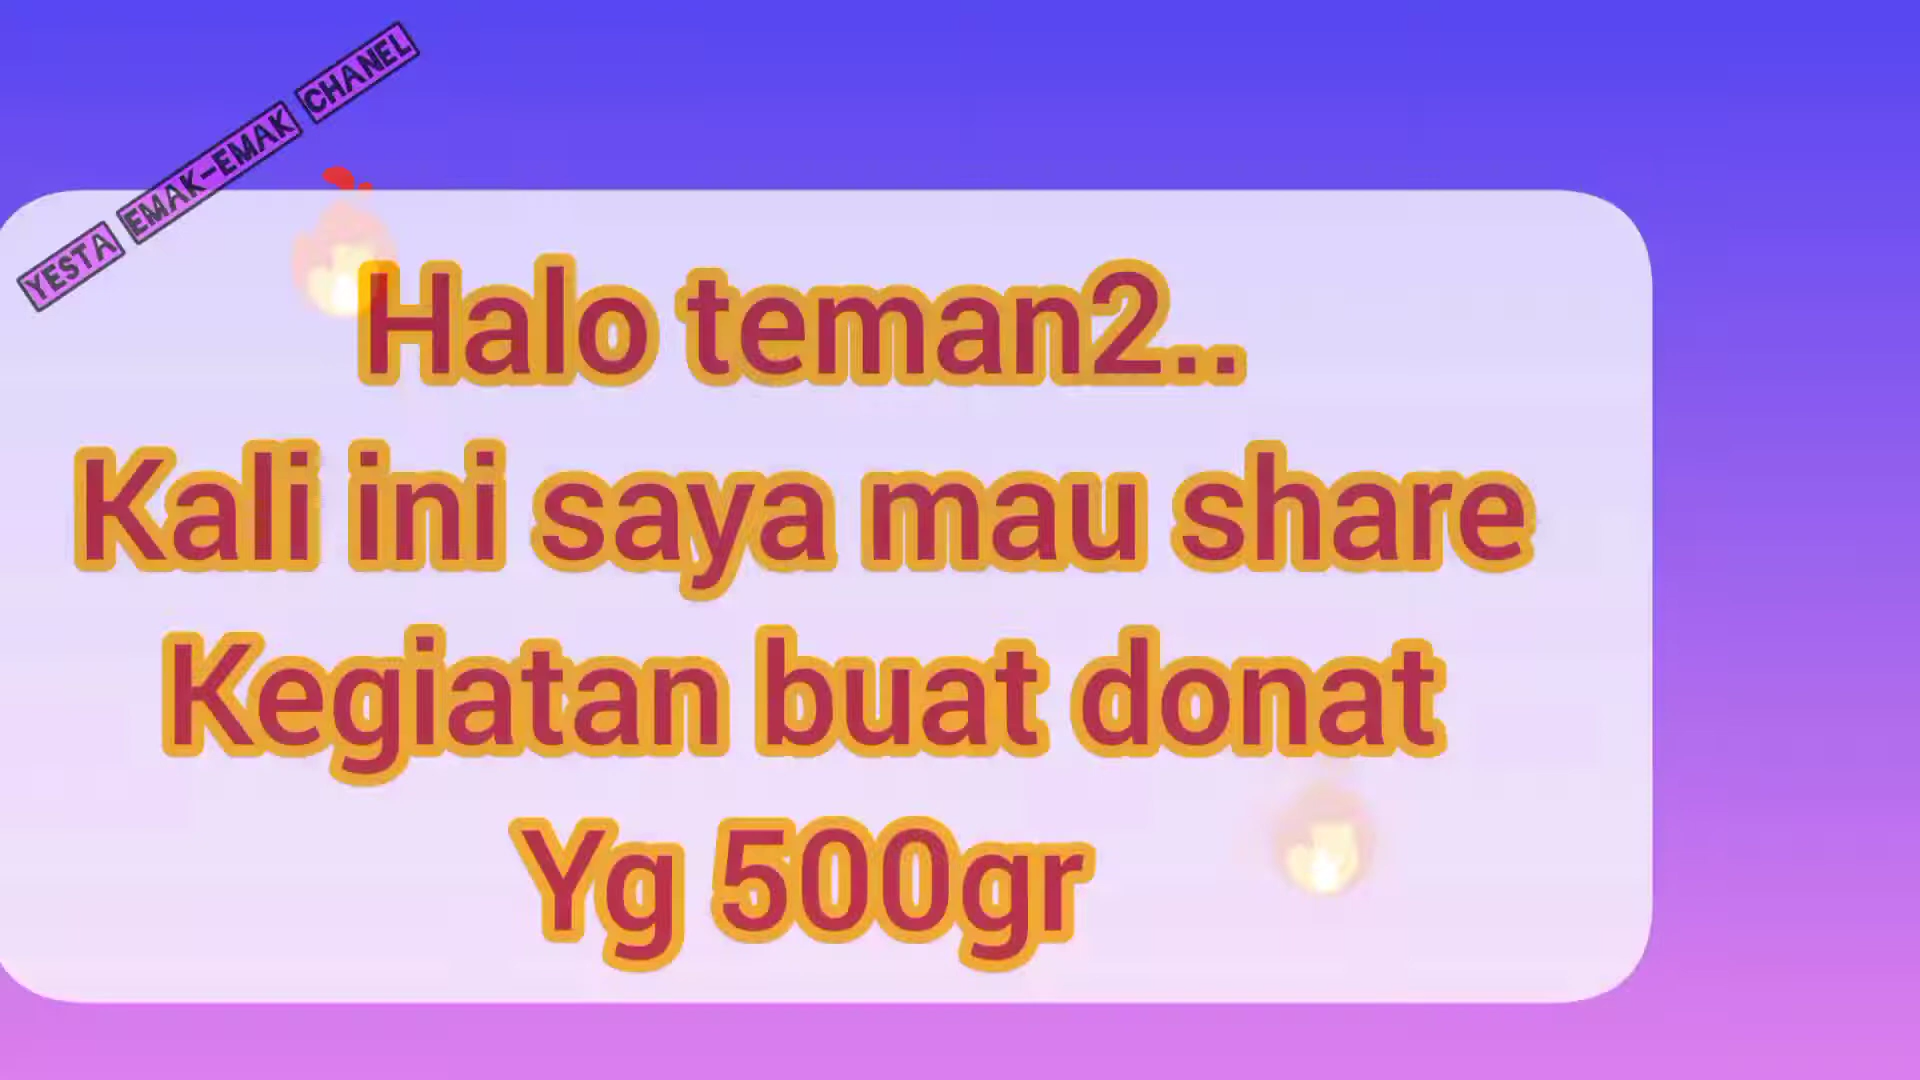 YESTA EMAK-EMAK CHANEL
Halo teman2..
Kali ini saya mau share
Kegiatan buat donat
Yg 500gr